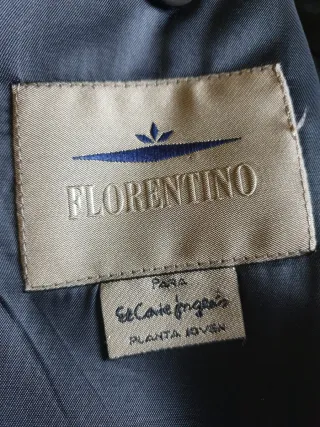 FLORENTINO
PARA
El Corte Inglés
PLANTA JOVEN